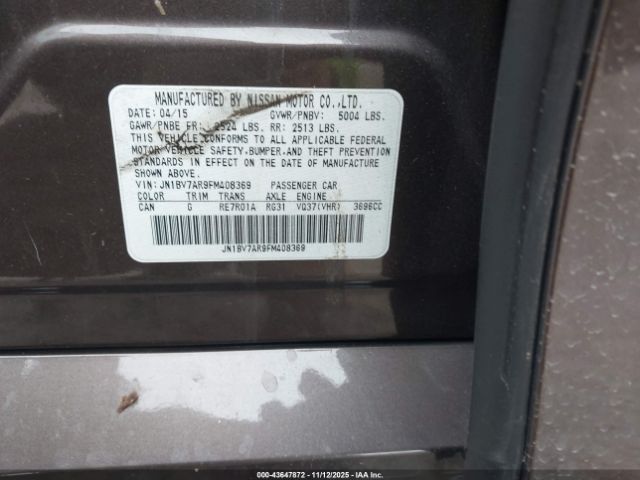 MANUFACTURED BY NISSAN MOTOR CO.,LTD.
DATE: 04/15 GVWR/PNBV: 5004 LBS.
GAWR/PNBE FR: 2524 LBS. RR: 2513 LBS.
THIS VEHICLE CONFORMS TO ALL APPLICABLE FEDERAL
MOTOR VEHICLE SAFETY,BUMPER,AND THEFT PREVENTION
STANDARDS IN EFFECT ON THE DATE OF MANUFACTURE
SHOWN ABOVE.
VIN: JN1BV7AR9FM408369 PASSENGER CAR
COLOR TRIM TRANS AXLE ENGINE
CAN G RE7R01A RG31 VQ37(VHR) 3696CC
JN1BV7AR9FM408369
000-43647872 - 11/12/2025 - © IAA Inc.